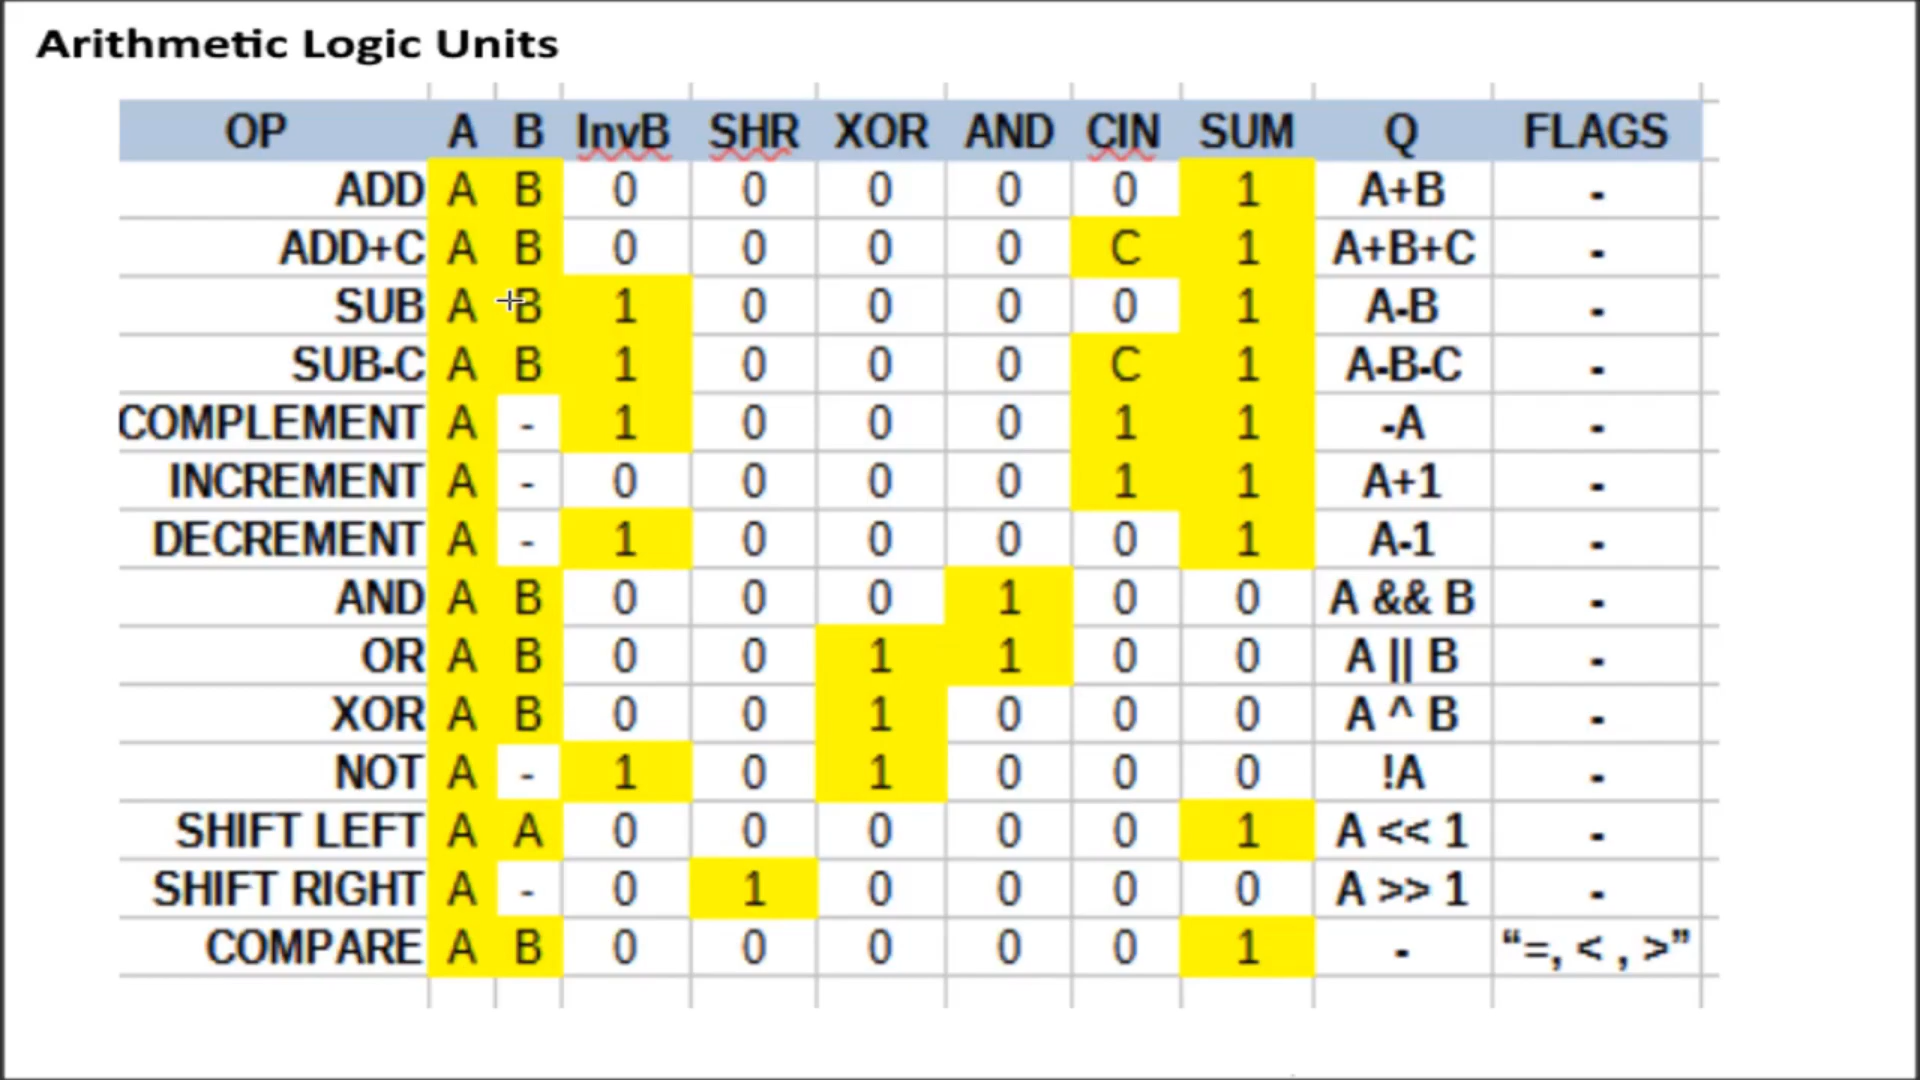 Arithmetic Logic Units
OP A B InvB SHR XOR AND CIN SUM Q FLAGS
ADD A B 0 0 0 0 0 1 A+B -
ADD+C A B 0 0 0 0 C 1 A+B+C -
SUB A B 1 0 0 0 0 1 A-B -
SUB-C A B 1 0 0 0 C 1 A-B-C -
COMPLEMENT A - 1 0 0 0 1 1 -A -
INCREMENT A - 0 0 0 0 1 1 A+1 -
DECREMENT A - 1 0 0 0 0 1 A-1 -
AND A B 0 0 0 1 0 0 A && B -
OR A B 0 0 1 1 0 0 A || B -
XOR A B 0 0 1 0 0 0 A ^ B -
NOT A - 1 0 1 0 0 0 !A -
SHIFT LEFT A A 0 0 0 0 0 1 A << 1 -
SHIFT RIGHT A - 0 1 0 0 0 0 A >> 1 -
COMPARE A B 0 0 0 0 0 1 - “=, < , >”